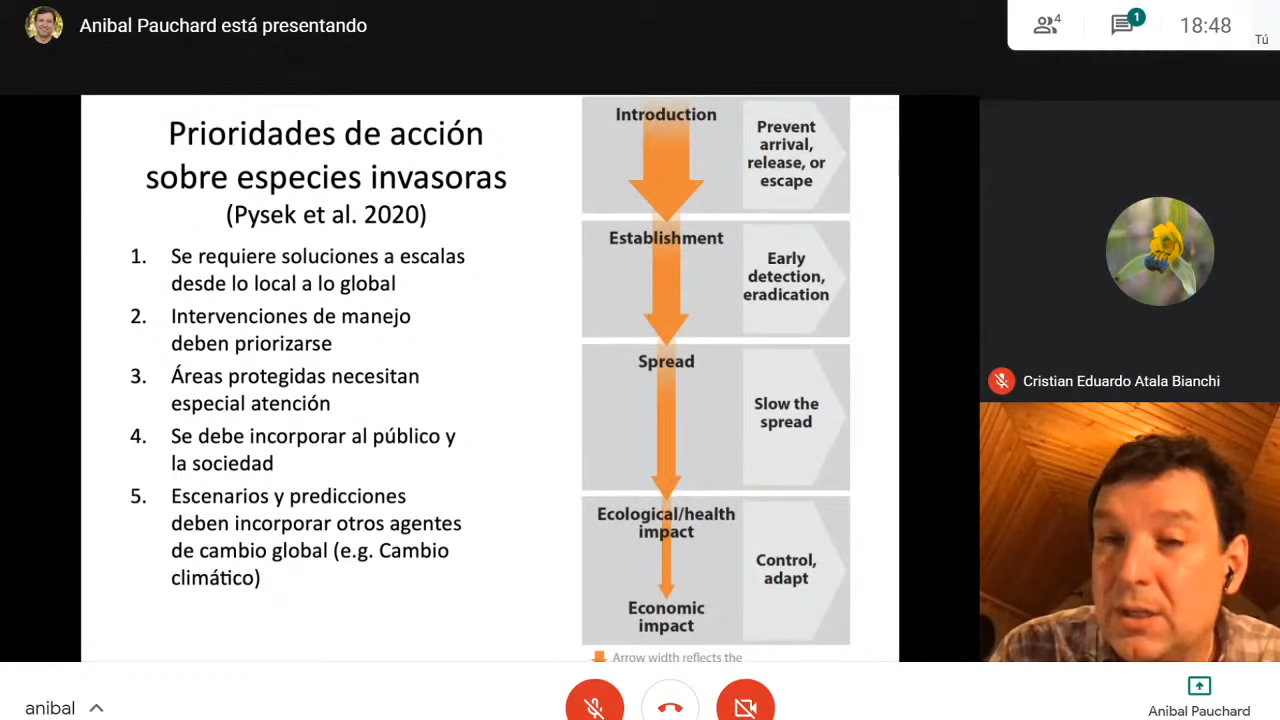 Anibal Pauchard está presentando
4
1
18:48
Tú
Prioridades de acción
sobre especies invasoras
(Pysek et al. 2020)
1. Se requiere soluciones a escalas
desde lo local a lo global
2. Intervenciones de manejo
deben priorizarse
3. Áreas protegidas necesitan
especial atención
4. Se debe incorporar al público y
la sociedad
5. Escenarios y predicciones
deben incorporar otros agentes
de cambio global (e.g. Cambio
climático)
Introduction
Prevent
arrival,
release, or
escape
Establishment
Early
detection,
eradication
Spread
Slow the
spread
Ecological/health
impact
Control,
adapt
Economic
impact
Arrow width reflects the
Cristian Eduardo Atala Bianchi
anibal
Anibal Pauchard